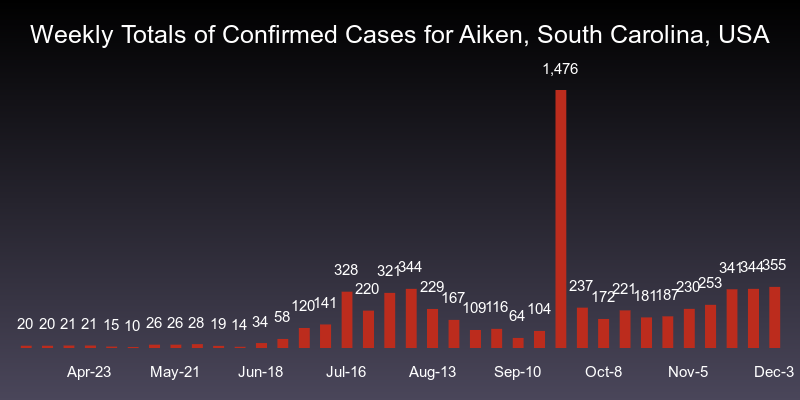 Weekly Totals of Confirmed Cases for Aiken, South Carolina, USA
1,476
20 20 21 21 15 10 26 26 28 19 14 34 58 120 141 328 220 321 344 229 167 109 116 64 104 237 172 221 181 187 230 253 341 344 355
Apr-23 May-21 Jun-18 Jul-16 Aug-13 Sep-10 Oct-8 Nov-5 Dec-3